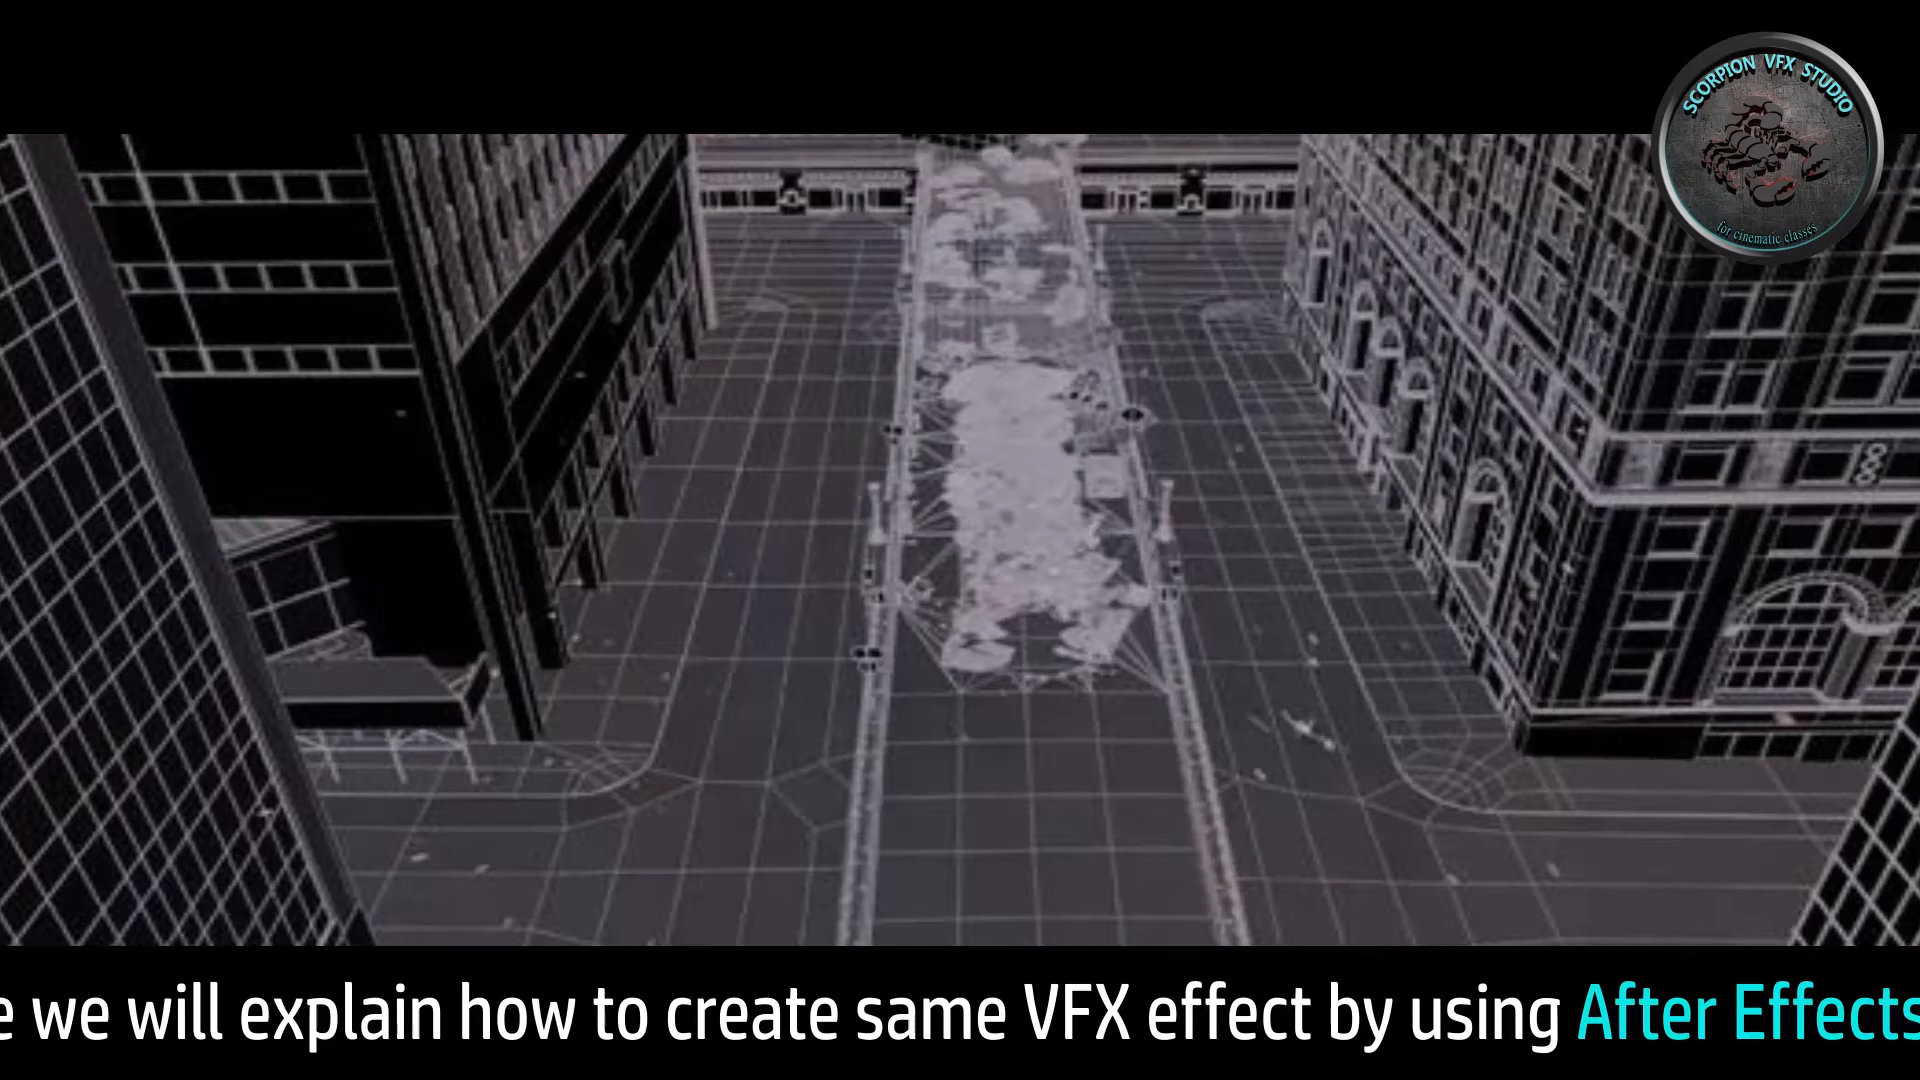 SCORPION VFX STUDIO
for cinematic classes
e we will explain how to create same VFX effect by using After Effects